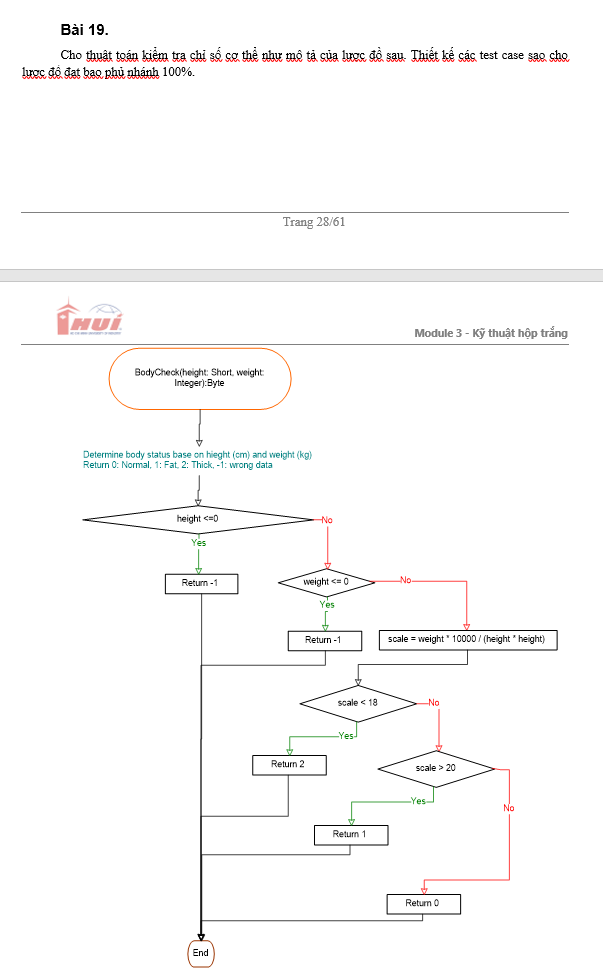 Bài 19.
Cho thuật toán kiểm tra chỉ số cơ thể như mô tả của lược đồ sau. Thiết kế các test case sao cho
lược đồ đạt bao phủ nhánh 100%.
Trang 28/61
HUI
Module 3 - Kỹ thuật hộp trắng
BodyCheck(height: Short, weight:
Integer):Byte
Determine body status base on hieght (cm) and weight (kg)
Return 0: Normal, 1: Fat, 2: Thick, -1: wrong data
height <=0
No
Yes
Return -1
weight <= 0
No
Yes
Return -1
scale = weight * 10000 / (height * height)
scale < 18
No
Yes
Return 2
scale > 20
Yes
No
Return 1
Return 0
End